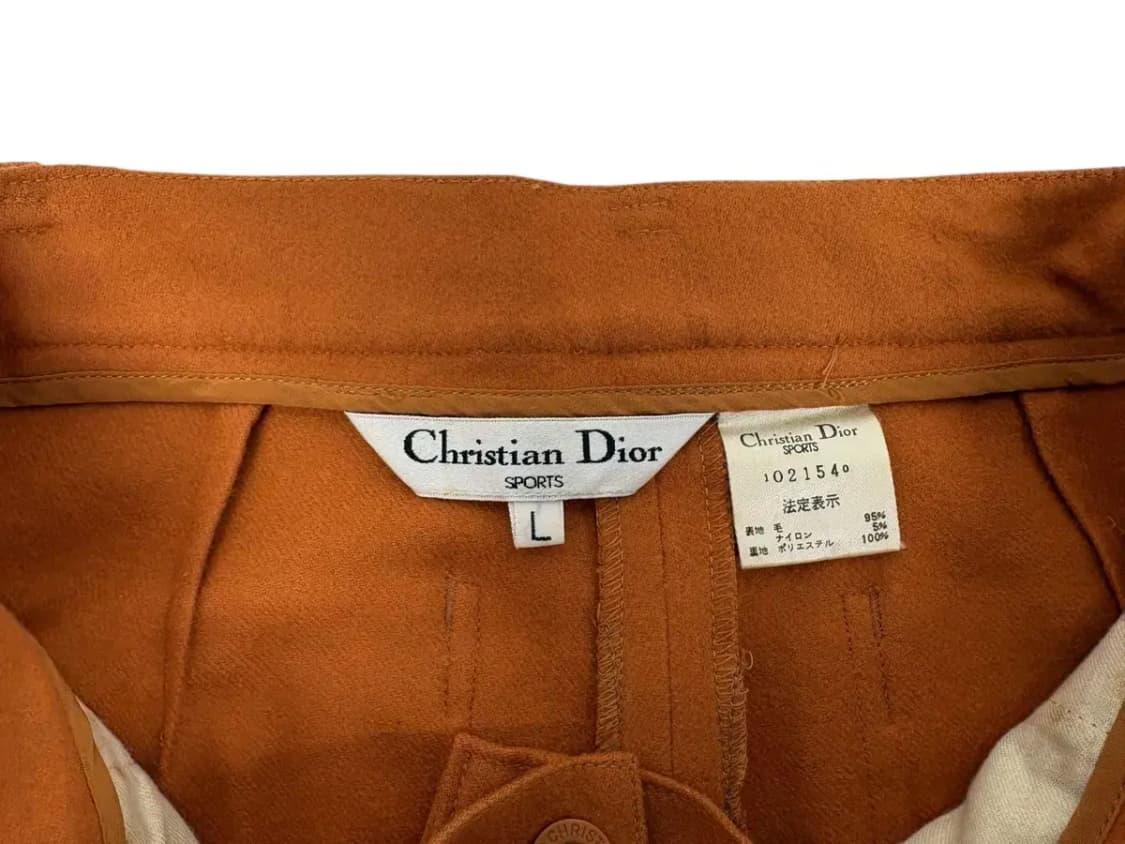 Christian Dior
SPORTS
L
Christian Dior
SPORTS
1021540
法定表示
表地 毛 95%
ナイロン 5%
裏地 ポリエステル 100%
CHRIST